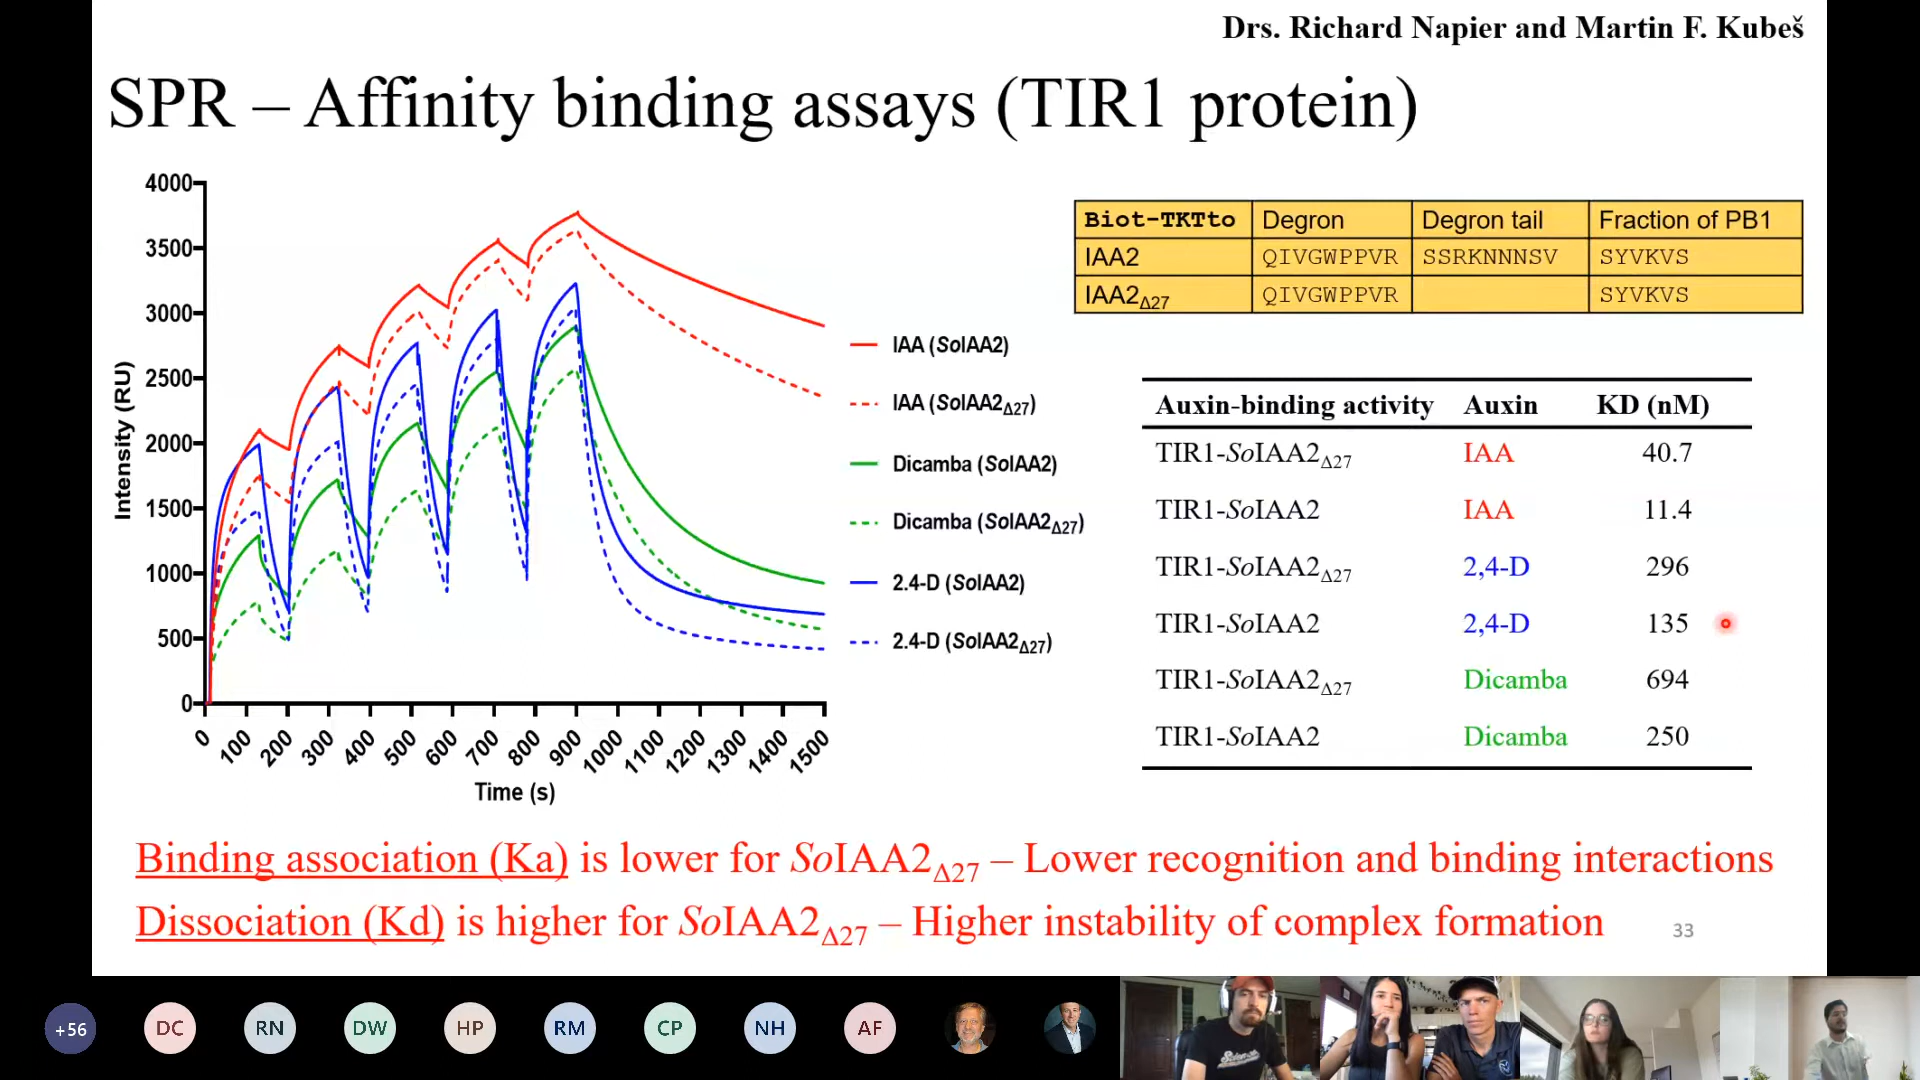 Drs. Richard Napier and Martin F. Kubeš
SPR – Affinity binding assays (TIR1 protein)
4000
3500
3000
2500
2000
1500
1000
500
0
Intensity (RU)
0 100 200 300 400 500 600 700 800 900 1000 1100 1200 1300 1400 1500
Time (s)
IAA (SoIAA2)
IAA (SoIAA2Δ27)
Dicamba (SoIAA2)
Dicamba (SoIAA2Δ27)
2.4-D (SoIAA2)
2.4-D (SoIAA2Δ27)
Biot-TKTto Degron Degron tail Fraction of PB1
IAA2 QIVGWPPVR SSRKNNNSV SYVKVS
IAA2Δ27 QIVGWPPVR SYVKVS
Auxin-binding activity Auxin KD (nM)
TIR1-SoIAA2Δ27 IAA 40.7
TIR1-SoIAA2 IAA 11.4
TIR1-SoIAA2Δ27 2,4-D 296
TIR1-SoIAA2 2,4-D 135
TIR1-SoIAA2Δ27 Dicamba 694
TIR1-SoIAA2 Dicamba 250
Binding association (Ka) is lower for SoIAA2Δ27 – Lower recognition and binding interactions
Dissociation (Kd) is higher for SoIAA2Δ27 – Higher instability of complex formation
33
+56 DC RN DW HP RM CP NH AF